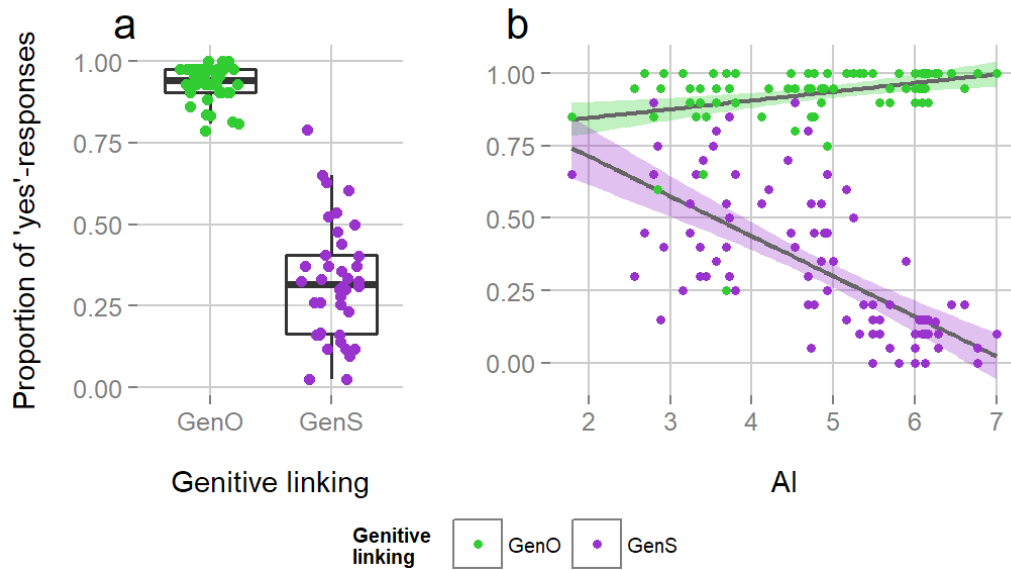 a
b
Proportion of 'yes'-responses
1.00
0.75
0.50
0.25
0.00
GenO GenS
Genitive linking
1.00
0.75
0.50
0.25
0.00
2 3 4 5 6 7
AI
Genitive
linking
GenO
GenS